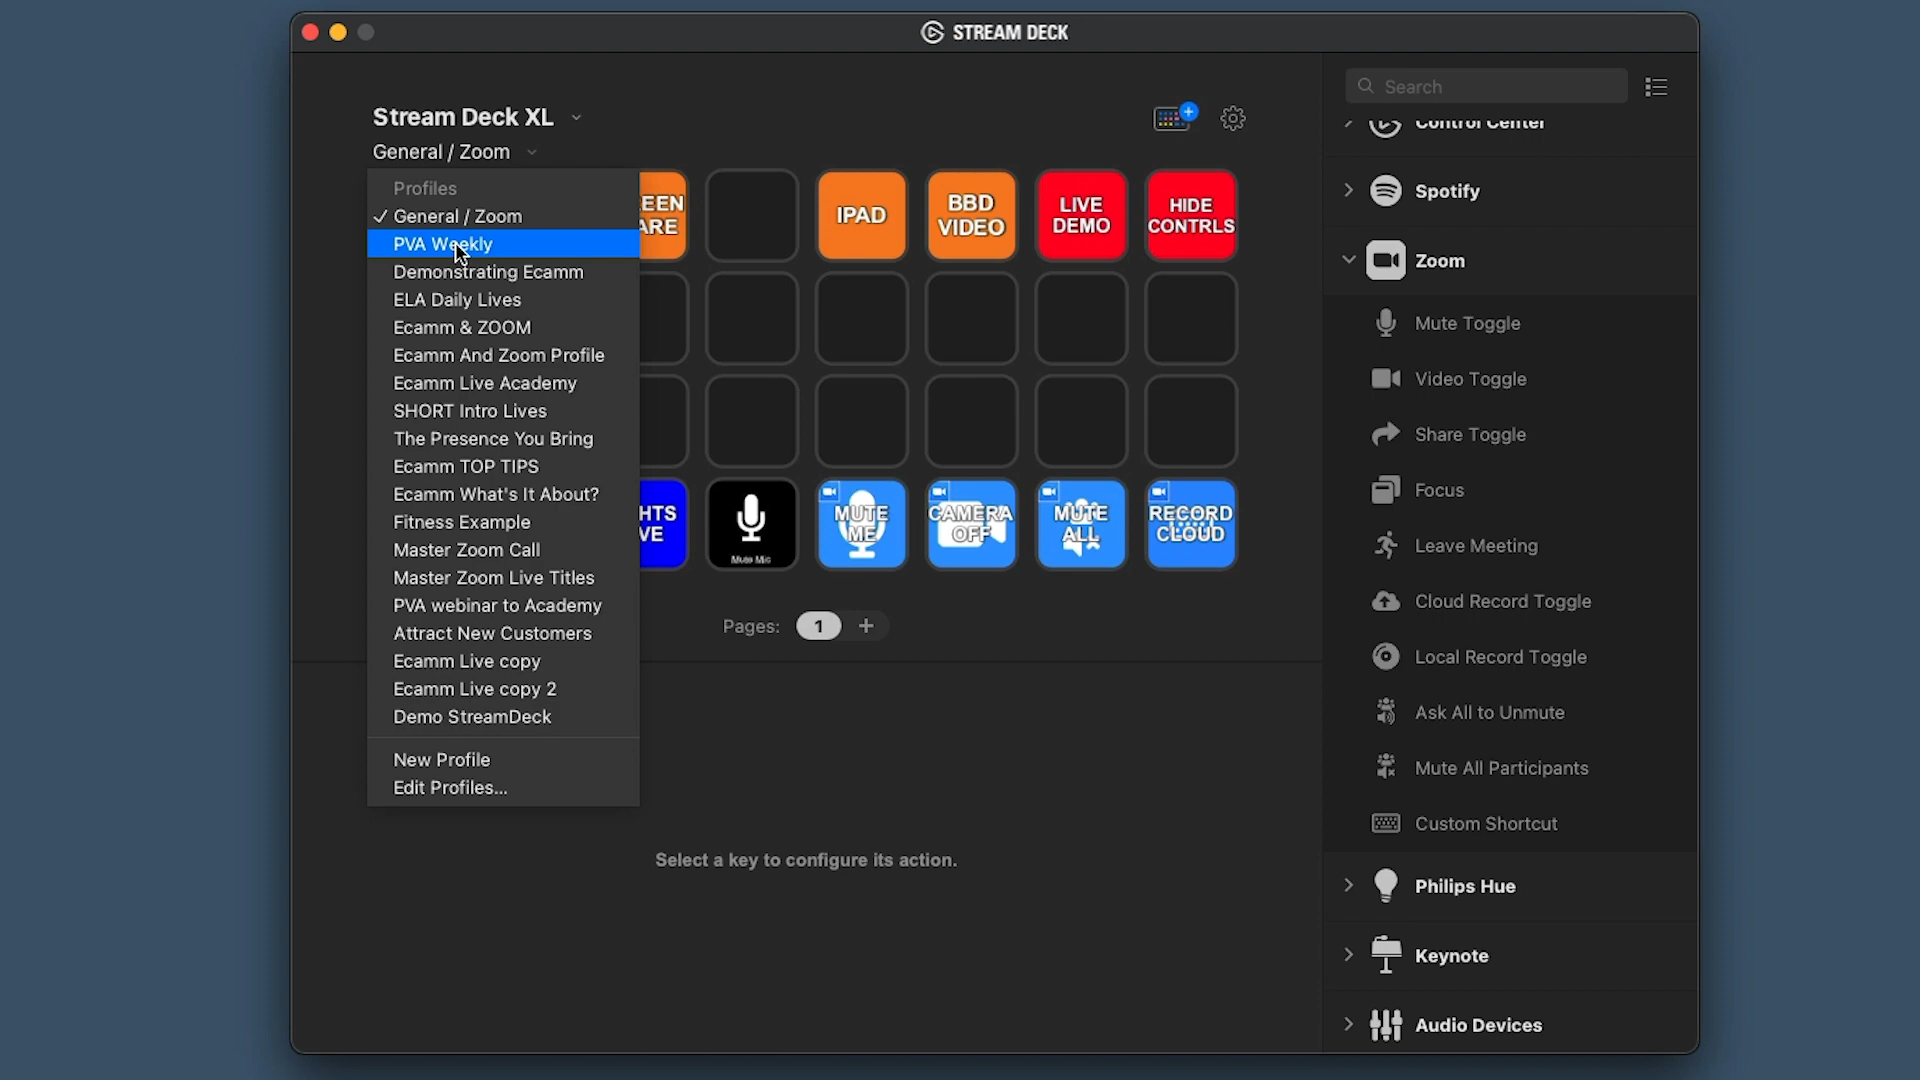 STREAM DECK
Stream Deck XL
General / Zoom
Profiles
General / Zoom
PVA Weekly
Demonstrating Ecamm
ELA Daily Lives
Ecamm & ZOOM
Ecamm And Zoom Profile
Ecamm Live Academy
SHORT Intro Lives
The Presence You Bring
Ecamm TOP TIPS
Ecamm What's It About?
Fitness Example
Master Zoom Call
Master Zoom Live Titles
PVA webinar to Academy
Attract New Customers
Ecamm Live copy
Ecamm Live copy 2
Demo StreamDeck
New Profile
Edit Profiles...
EEN
ARE
IPAD
BBD
VIDEO
LIVE
DEMO
HIDE
CONTRLS
HTS
VE
Mute Mic
MUTE
ME
CAMERA
OFF
MUTE
ALL
RECORD
CLOUD
Pages:
1
+
Select a key to configure its action.
Search
Control Center
Spotify
Zoom
Mute Toggle
Video Toggle
Share Toggle
Focus
Leave Meeting
Cloud Record Toggle
Local Record Toggle
Ask All to Unmute
Mute All Participants
Custom Shortcut
Philips Hue
Keynote
Audio Devices